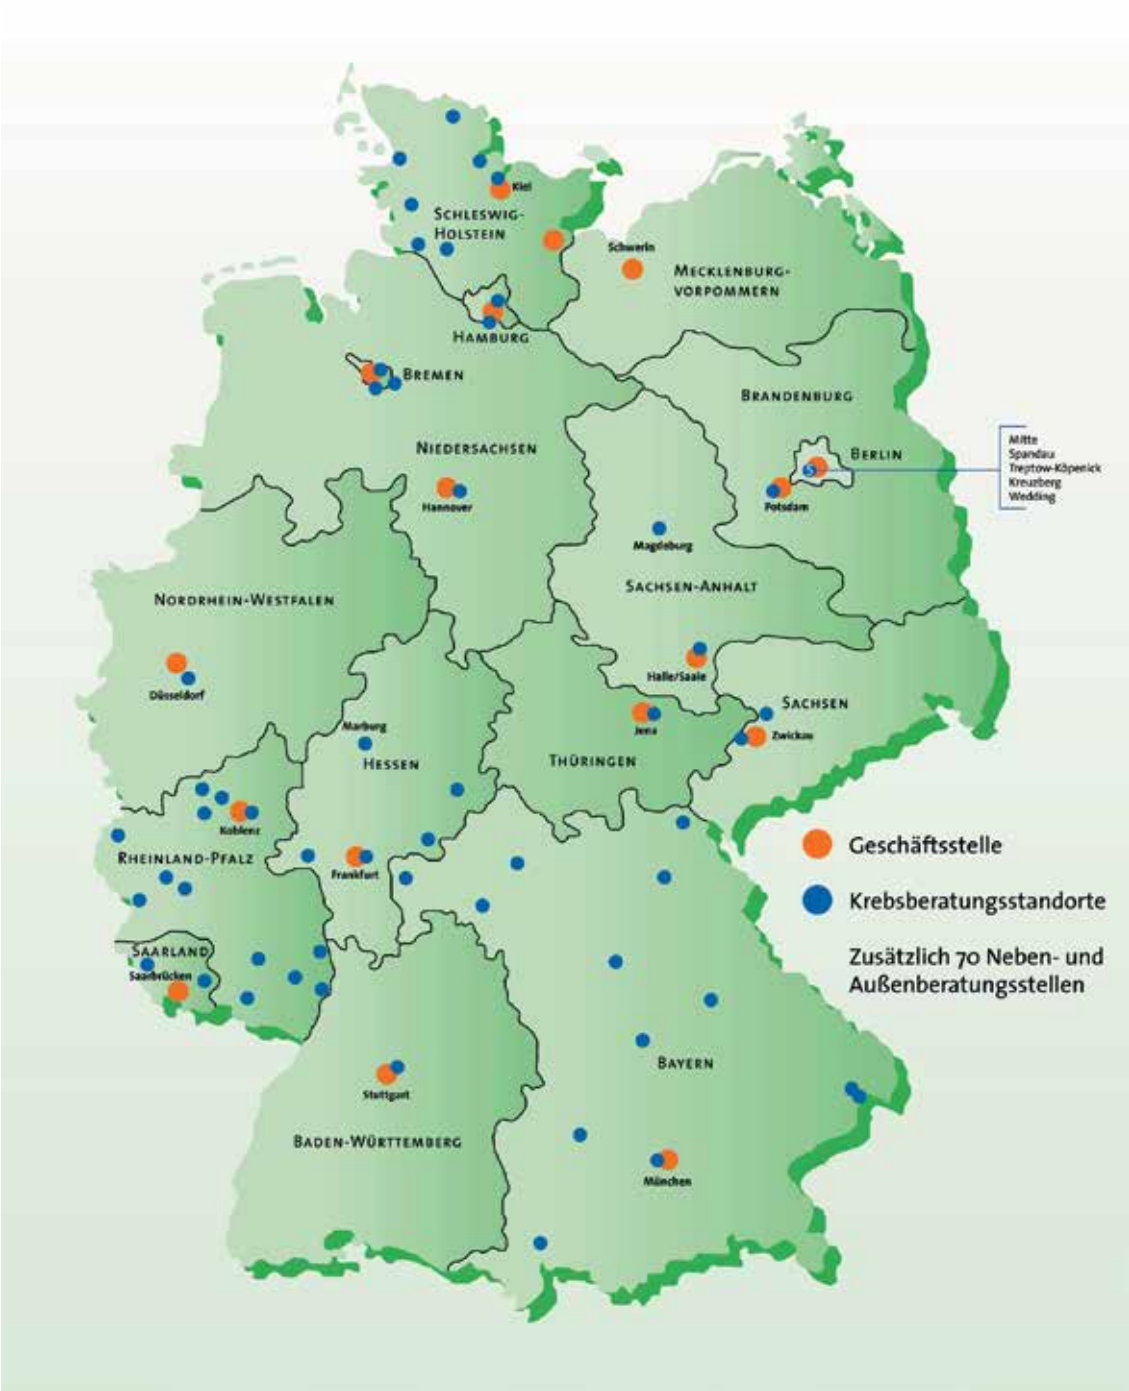 Kiel
SCHLESWIG-
HOLSTEIN
Schwerin
MECKLENBURG-
VORPOMMERN
HAMBURG
BREMEN
BRANDENBURG
NIEDERSACHSEN
BERLIN
5
Mitte
Spandau
Treptow-Köpenick
Kreuzberg
Wedding
Hannover
Potsdam
Magdeburg
SACHSEN-ANHALT
NORDRHEIN-WESTFALEN
Halle/Saale
Düsseldorf
SACHSEN
Marburg
Jena
Zwickau
HESSEN
THÜRINGEN
Koblenz
RHEINLAND-PFALZ
Frankfurt
Geschäftsstelle
Krebsberatungsstandorte
Zusätzlich 70 Neben- und
Außenberatungsstellen
SAARLAND
Saarbrücken
BAYERN
Stuttgart
BADEN-WÜRTTEMBERG
München